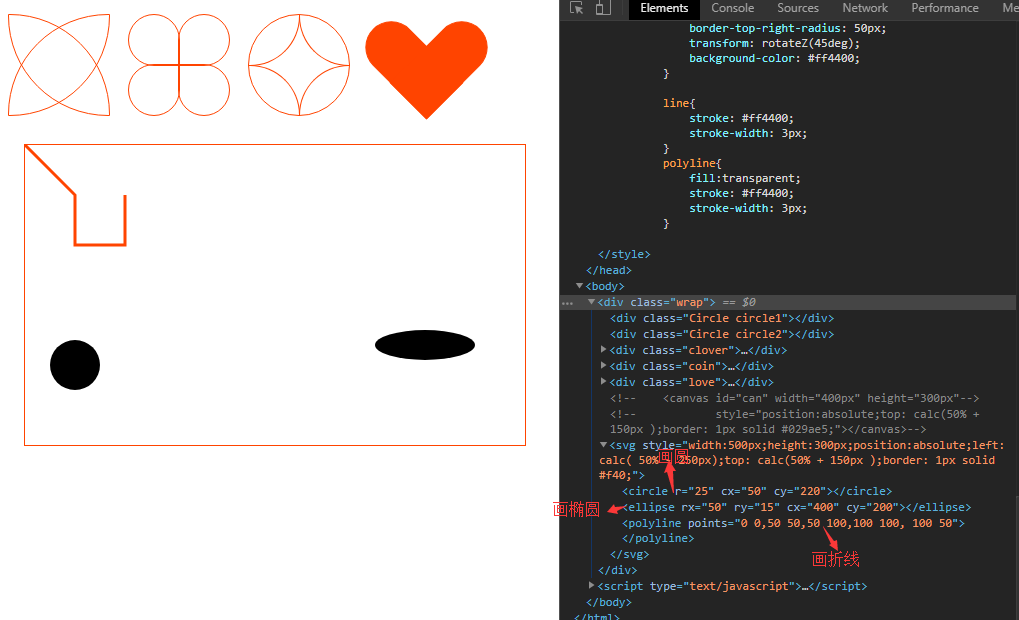 Elements Console Sources Network Performance Me
border-top-right-radius: 50px;
transform: rotateZ(45deg);
background-color: #ff4400;
}
line{
stroke: #ff4400;
stroke-width: 3px;
}
polyline{
fill:transparent;
stroke: #ff4400;
stroke-width: 3px;
}
</style>
</head>
<body>
<div class="wrap"> == $0
<div class="Circle circle1"></div>
<div class="Circle circle2"></div>
<div class="clover">…</div>
<div class="coin">…</div>
<div class="love">…</div>
<!-- <canvas id="can" width="400px" height="300px"-->
<!-- style="position:absolute;top: calc(50% +
150px );border: 1px solid #029ae5;"></canvas>-->
<svg style="width:500px;height:300px;position:absolute;left:
calc( 50% - 250px);top: calc(50% + 150px );border: 1px solid
画圆
#f40;">
<circle r="25" cx="50" cy="220"></circle>
画椭圆
<ellipse rx="50" ry="15" cx="400" cy="200"></ellipse>
<polyline points="0 0,50 50,50 100,100 100, 100 50">
</polyline>
</svg>
画折线
</div>
<script type="text/javascript">…</script>
</body>
</html>